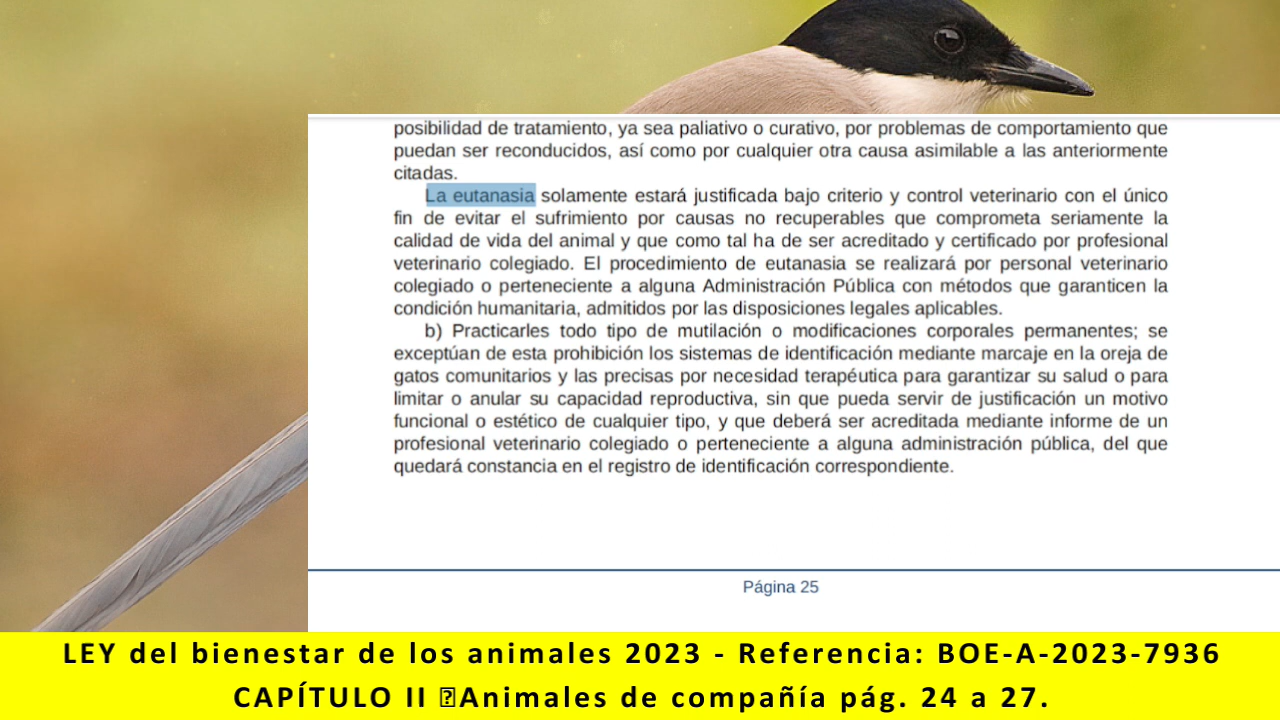 posibilidad de tratamiento, ya sea paliativo o curativo, por problemas de comportamiento que
puedan ser reconducidos, así como por cualquier otra causa asimilable a las anteriormente
citadas.
La eutanasia solamente estará justificada bajo criterio y control veterinario con el único
fin de evitar el sufrimiento por causas no recuperables que comprometa seriamente la
calidad de vida del animal y que como tal ha de ser acreditado y certificado por profesional
veterinario colegiado. El procedimiento de eutanasia se realizará por personal veterinario
colegiado o perteneciente a alguna Administración Pública con métodos que garanticen la
condición humanitaria, admitidos por las disposiciones legales aplicables.
b) Practicarles todo tipo de mutilación o modificaciones corporales permanentes; se
exceptúan de esta prohibición los sistemas de identificación mediante marcaje en la oreja de
gatos comunitarios y las precisas por necesidad terapéutica para garantizar su salud o para
limitar o anular su capacidad reproductiva, sin que pueda servir de justificación un motivo
funcional o estético de cualquier tipo, y que deberá ser acreditada mediante informe de un
profesional veterinario colegiado o perteneciente a alguna administración pública, del que
quedará constancia en el registro de identificación correspondiente.
Página 25
LEY del bienestar de los animales 2023 - Referencia: BOE-A-2023-7936
CAPÍTULO II Animales de compañía pág. 24 a 27.